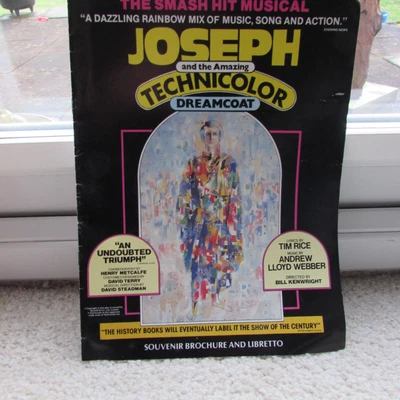 THE SMASH HIT MUSICAL
"A DAZZLING RAINBOW MIX OF MUSIC, SONG AND ACTION."
EVENING NEWS
JOSEPH
and the Amazing
TECHNICOLOR
DREAMCOAT
"AN
UNDOUBTED
TRIUMPH"
HENRY METCALFE
DAVID TERRY
DAVID STEADMAN
LYRICS BY
TIM RICE
MUSIC BY
ANDREW
LLOYD WEBBER
DIRECTED BY
BILL KENWRIGHT
"THE HISTORY BOOKS WILL EVENTUALLY LABEL IT THE SHOW OF THE CENTURY"
SOUVENIR BROCHURE AND LIBRETTO